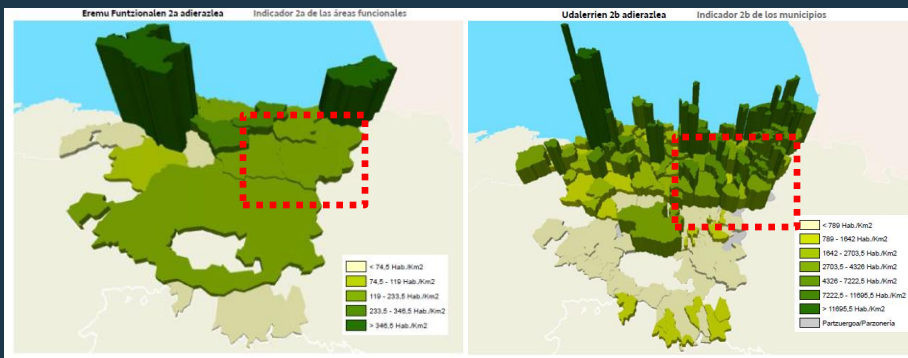 Eremu Funtzionalen 2a adierazlea Indicador 2a de las áreas funcionales
< 74,5 Hab./Km2
74,5 - 119 Hab./Km2
119 - 233,5 Hab./Km2
233,5 - 346,5 Hab./Km2
> 346,5 Hab./Km2
Udalerrien 2b adierazlea Indicador 2b de los municipios
< 789 Hab./Km2
789 - 1642 Hab./Km2
1642 - 2703,5 Hab./Km2
2703,5 - 4326 Hab./Km2
4326 - 7222,5 Hab./Km2
7222,5 - 11695,5 Hab./Km2
> 11695,5 Hab./Km2
Partzuergoa/Parzonería